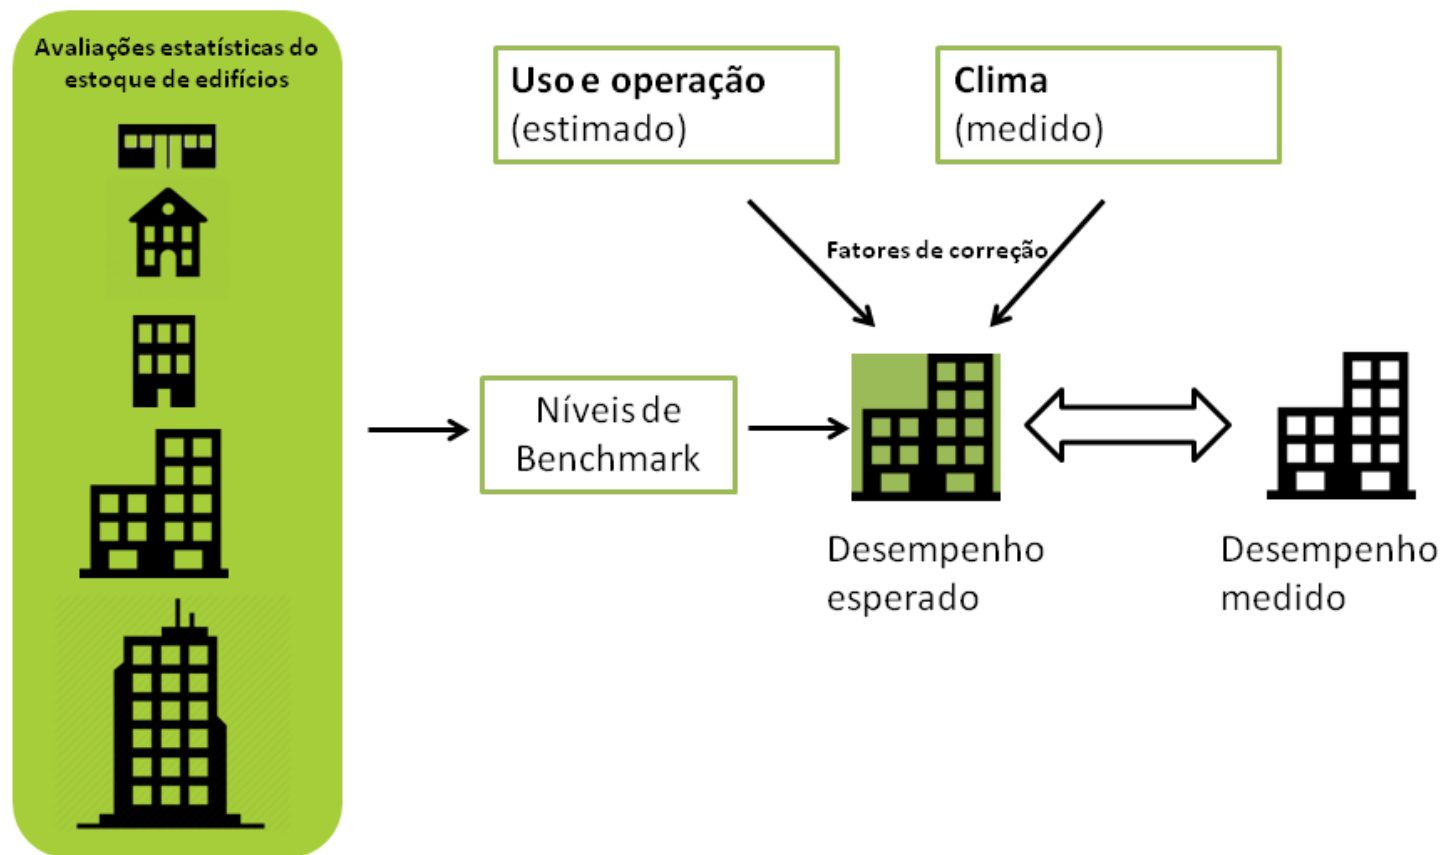 Avaliações estatísticas do
estoque de edifícios
Uso e operação
(estimado)
Clima
(medido)
Fatores de correção
Níveis de
Benchmark
Desempenho
esperado
Desempenho
medido